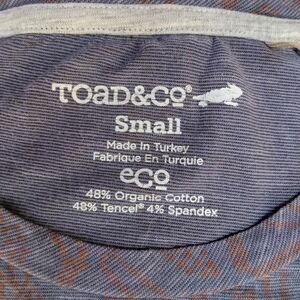 TOAD&CO®
Small
Made In Turkey
Fabrique En Turquie
eco
48% Organic Cotton
48% Tencel® 4% Spandex